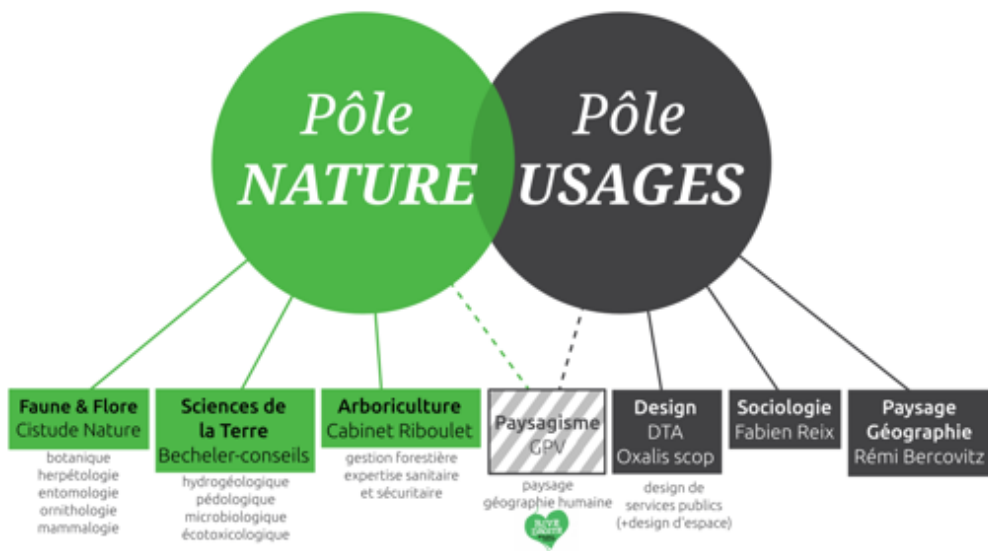 Pôle
NATURE
Pôle
USAGES
Faune & Flore
Cistude Nature
botanique
herpétologie
entomologie
ornithologie
mammalogie
Sciences de
la Terre
Becheler-conseils
hydrogéologique
pédologique
microbiologique
écotoxicologique
Arboriculture
Cabinet Riboulet
gestion forestière
expertise sanitaire
et sécuritaire
Paysagisme
GPV
paysage
géographie humaine
RIVE
DROITE
Design
DTA
Oxalis scop
design de
services publics
(+design d'espace)
Sociologie
Fabien Reix
Paysage
Géographie
Rémi Bercovitz